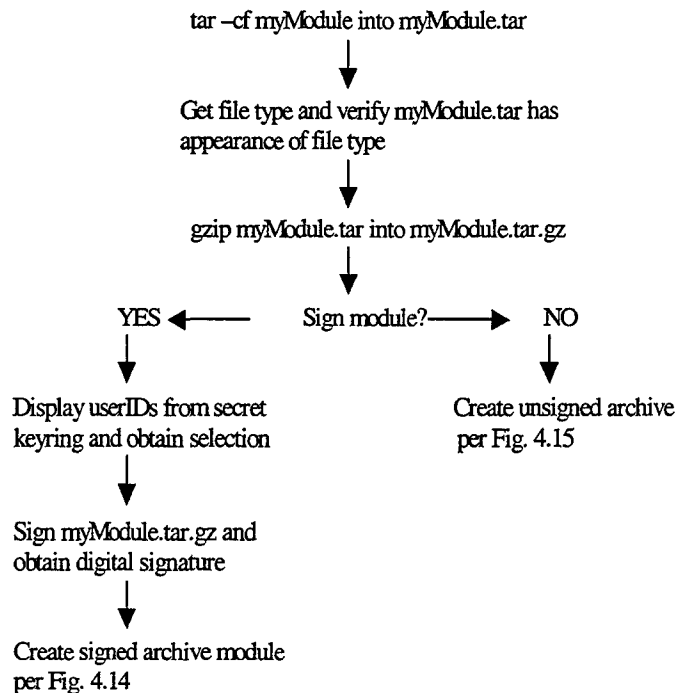 tar –cf myModule into myModule.tar
Get file type and verify myModule.tar has
appearance of file type
gzip myModule.tar into myModule.tar.gz
YES
Sign module?
NO
Display userIDs from secret
keyring and obtain selection
Create unsigned archive
per Fig. 4.15
Sign myModule.tar.gz and
obtain digital signature
Create signed archive module
per Fig. 4.14